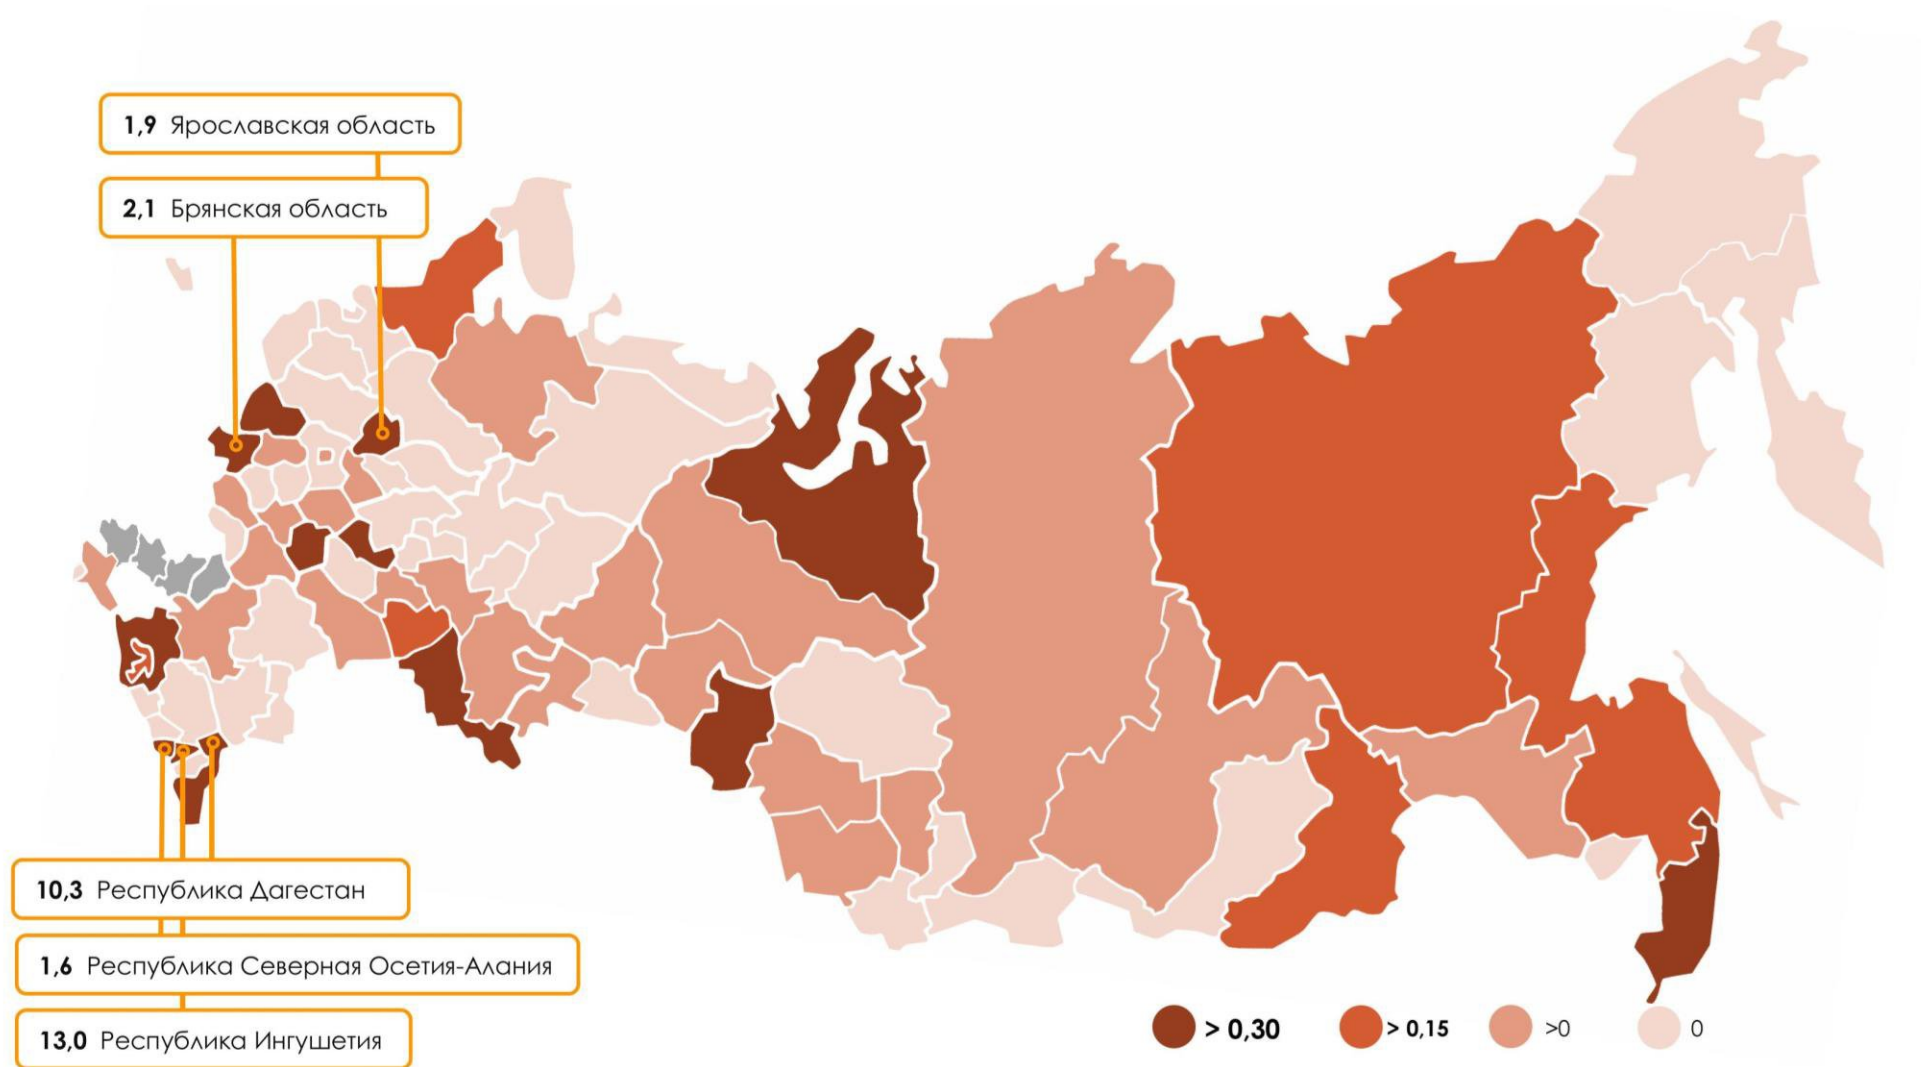 1,9 Ярославская область
2,1 Брянская область
10,3 Республика Дагестан
1,6 Республика Северная Осетия-Алания
13,0 Республика Ингушетия
> 0,30
> 0,15
>0
0